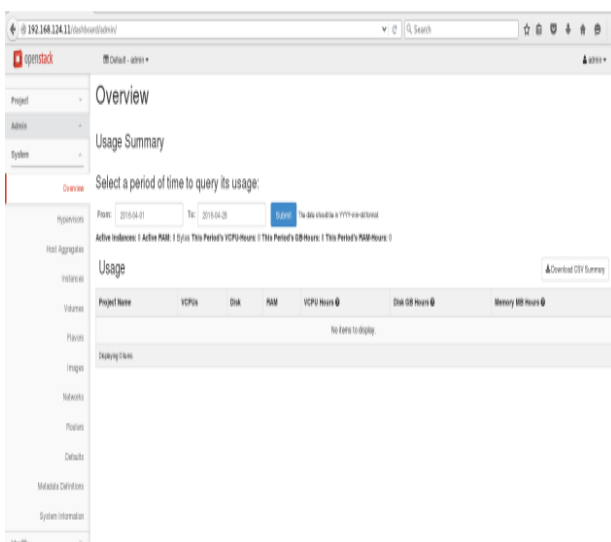 192.168.124.11/dashboard/admin/
Search
openstack
Default - admin
admin
Project
Admin
System
Overview
Hypervisors
Host Aggregates
Instances
Volumes
Flavors
Images
Networks
Routers
Defaults
Metadata Definitions
System Information
Overview
Usage Summary
Select a period of time to query its usage:
From: 2016-04-01 To: 2016-04-28 Submit The date should be in YYYY-mm-dd format.
Active Instances: 0 Active RAM: 0 Bytes This Period's VCPU-Hours: 0 This Period's GB-Hours: 0 This Period's RAM-Hours: 0
Usage
Download CSV Summary
Project Name VCPUs Disk RAM VCPU Hours Disk GB Hours Memory MB Hours
No items to display.
Displaying 0 items